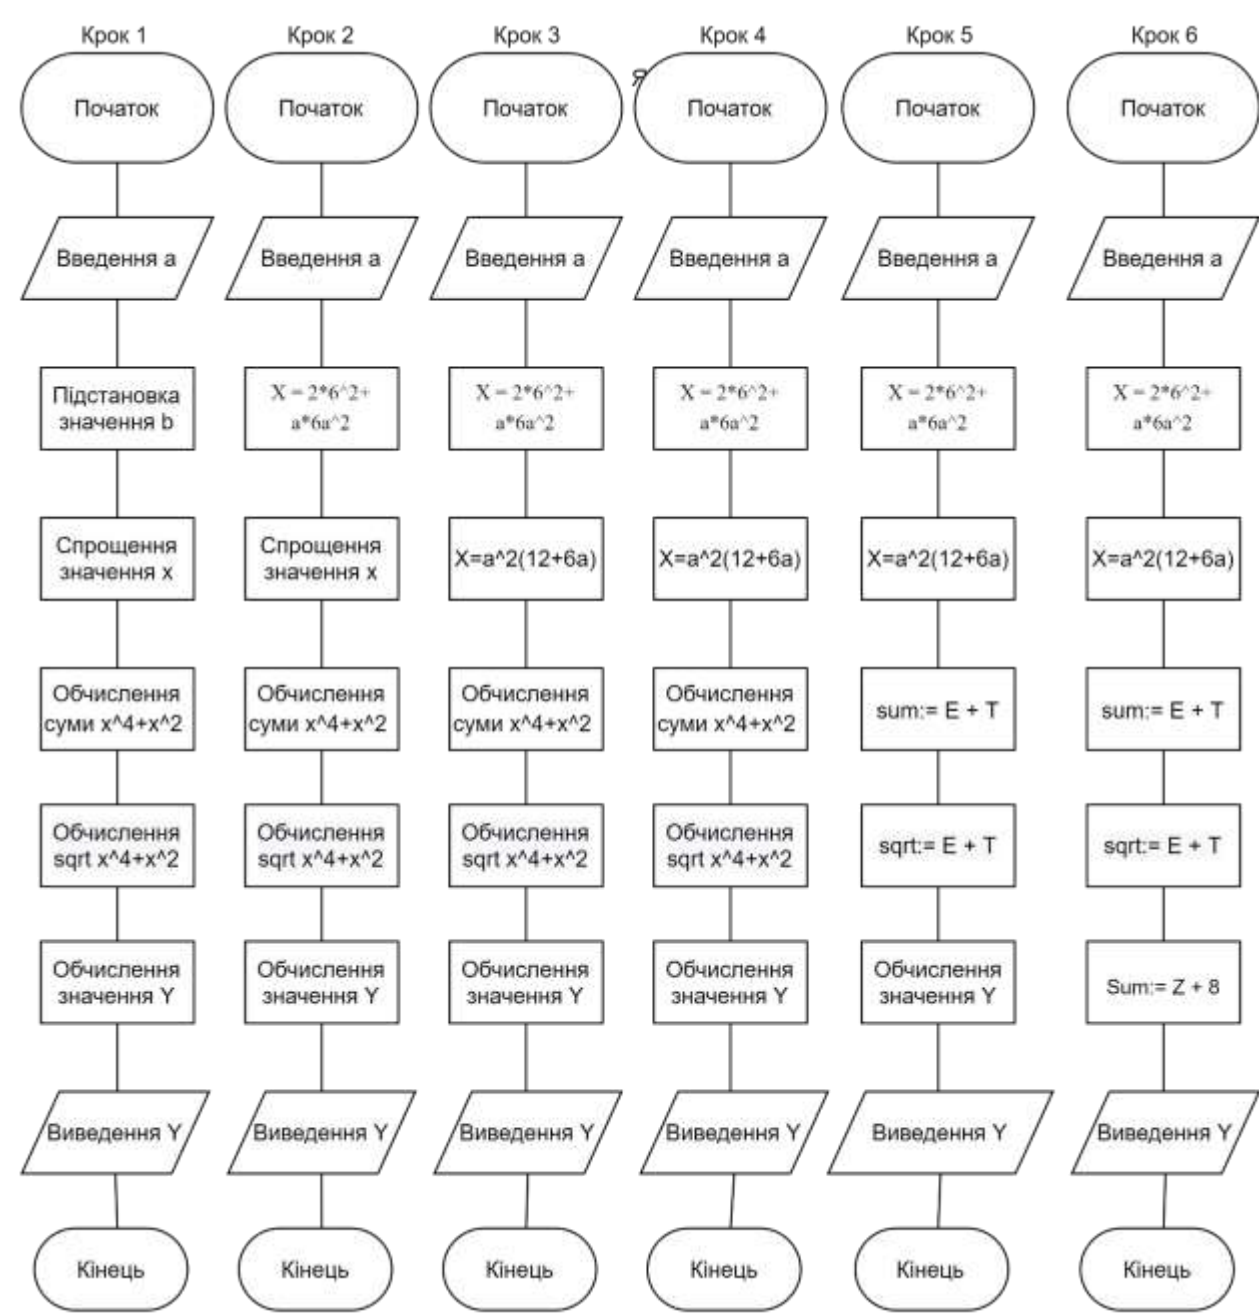 Крок 1
Початок
Введення а
Підстановка
значення b
Спрощення
значення x
Обчислення
суми x^4+x^2
Обчислення
sqrt x^4+x^2
Обчислення
значення Y
Виведення Y
Кінець
Крок 2
Початок
Введення а
X = 2*6^2+
a*6a^2
Спрощення
значення x
Обчислення
суми x^4+x^2
Обчислення
sqrt x^4+x^2
Обчислення
значення Y
Виведення Y
Кінець
Крок 3
Початок
Введення а
X = 2*6^2+
a*6a^2
X=a^2(12+6a)
Обчислення
суми x^4+x^2
Обчислення
sqrt x^4+x^2
Обчислення
значення Y
Виведення Y
Кінець
Крок 4
Я
Початок
Введення а
X = 2*6^2+
a*6a^2
X=a^2(12+6a)
Обчислення
суми x^4+x^2
Обчислення
sqrt x^4+x^2
Обчислення
значення Y
Виведення Y
Кінець
Крок 5
Початок
Введення а
X = 2*6^2+
a*6a^2
X=a^2(12+6a)
sum:= E + T
sqrt:= E + T
Обчислення
значення Y
Виведення Y
Кінець
Крок 6
Початок
Введення а
X = 2*6^2+
a*6a^2
X=a^2(12+6a)
sum:= E + T
sqrt:= E + T
Sum:= Z + 8
Виведення Y
Кінець